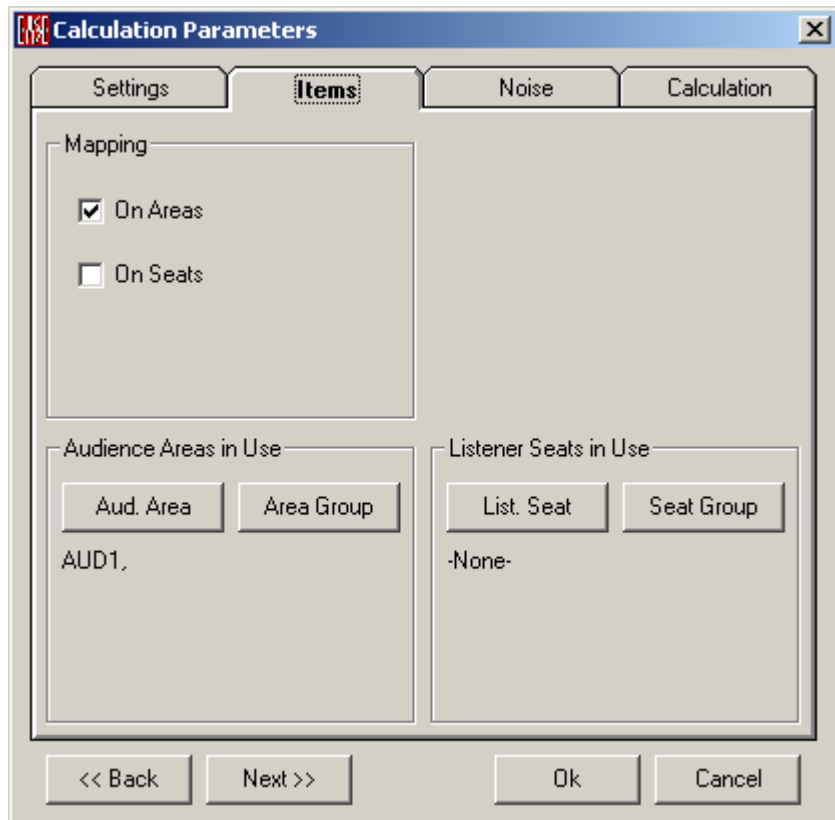 EASE
Calculation Parameters
Settings
Items
Noise
Calculation
Mapping
On Areas
On Seats
Audience Areas in Use
Aud. Area
Area Group
AUD1,
Listener Seats in Use
List. Seat
Seat Group
-None-
<< Back
Next >>
Ok
Cancel